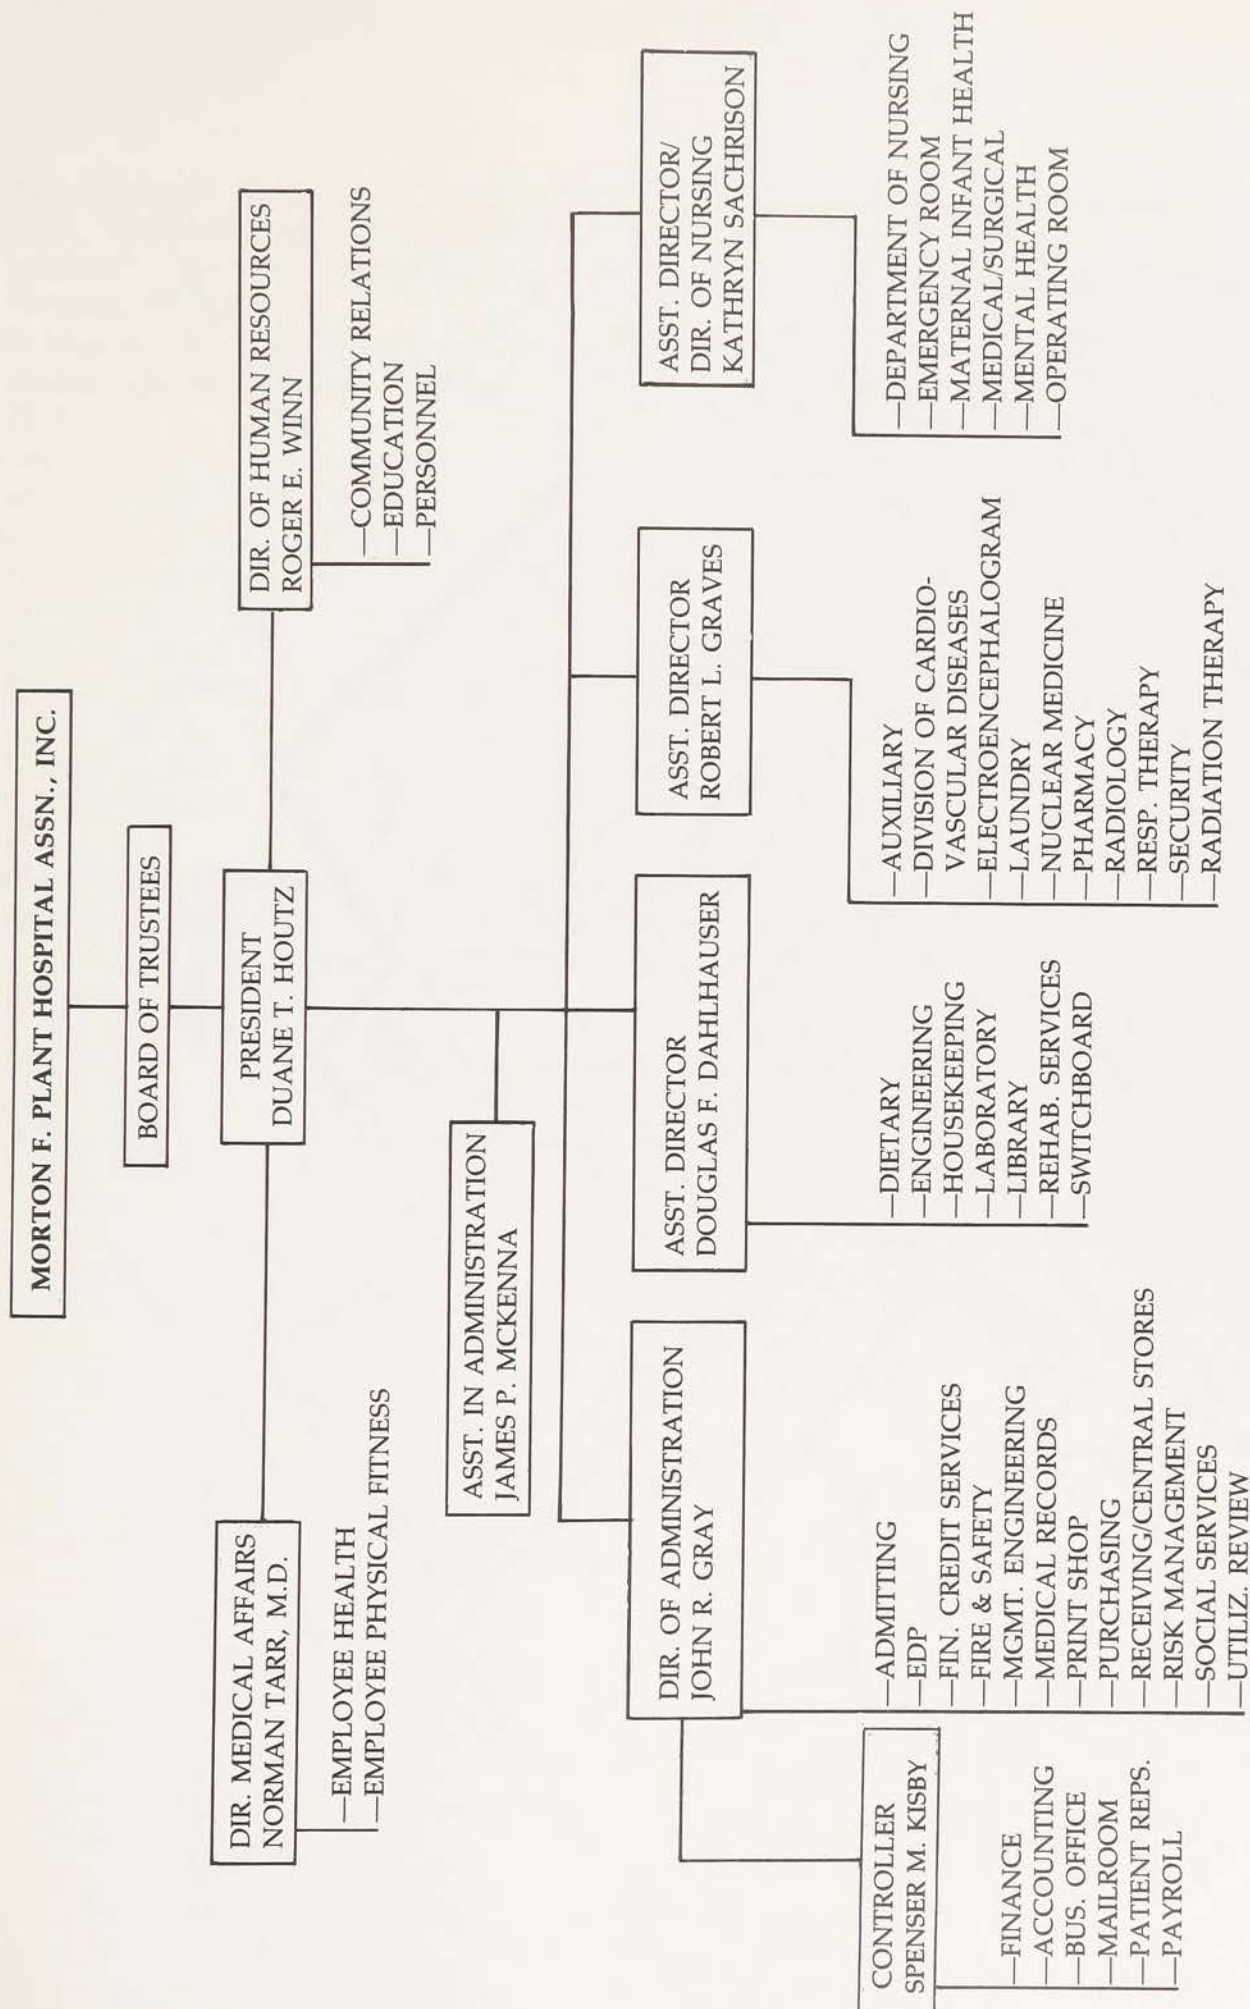 MORTON F. PLANT HOSPITAL ASSN., INC.
BOARD OF TRUSTEES
PRESIDENT
DUANE T. HOUTZ
DIR. MEDICAL AFFAIRS
NORMAN TARR, M.D.
—EMPLOYEE HEALTH
—EMPLOYEE PHYSICAL FITNESS
DIR. OF HUMAN RESOURCES
ROGER E. WINN
—COMMUNITY RELATIONS
—EDUCATION
—PERSONNEL
ASST. IN ADMINISTRATION
JAMES P. MCKENNA
DIR. OF ADMINISTRATION
JOHN R. GRAY
—ADMITTING
—EDP
—FIN. CREDIT SERVICES
—FIRE & SAFETY
—MGMT. ENGINEERING
—MEDICAL RECORDS
—PRINT SHOP
—PURCHASING
—RECEIVING/CENTRAL STORES
—RISK MANAGEMENT
—SOCIAL SERVICES
—UTILIZ. REVIEW
CONTROLLER
SPENSER M. KISBY
—FINANCE
—ACCOUNTING
—BUS. OFFICE
—MAILROOM
—PATIENT REPS.
—PAYROLL
ASST. DIRECTOR
DOUGLAS F. DAHLHAUSER
—DIETARY
—ENGINEERING
—HOUSEKEEPING
—LABORATORY
—LIBRARY
—REHAB. SERVICES
—SWITCHBOARD
ASST. DIRECTOR
ROBERT L. GRAVES
—AUXILIARY
—DIVISION OF CARDIO-
VASCULAR DISEASES
—ELECTROENCEPHALOGRAM
—LAUNDRY
—NUCLEAR MEDICINE
—PHARMACY
—RADIOLOGY
—RESP. THERAPY
—SECURITY
—RADIATION THERAPY
ASST. DIRECTOR/
DIR. OF NURSING
KATHRYN SACHRISON
—DEPARTMENT OF NURSING
—EMERGENCY ROOM
—MATERNAL INFANT HEALTH
—MEDICAL/SURGICAL
—MENTAL HEALTH
—OPERATING ROOM